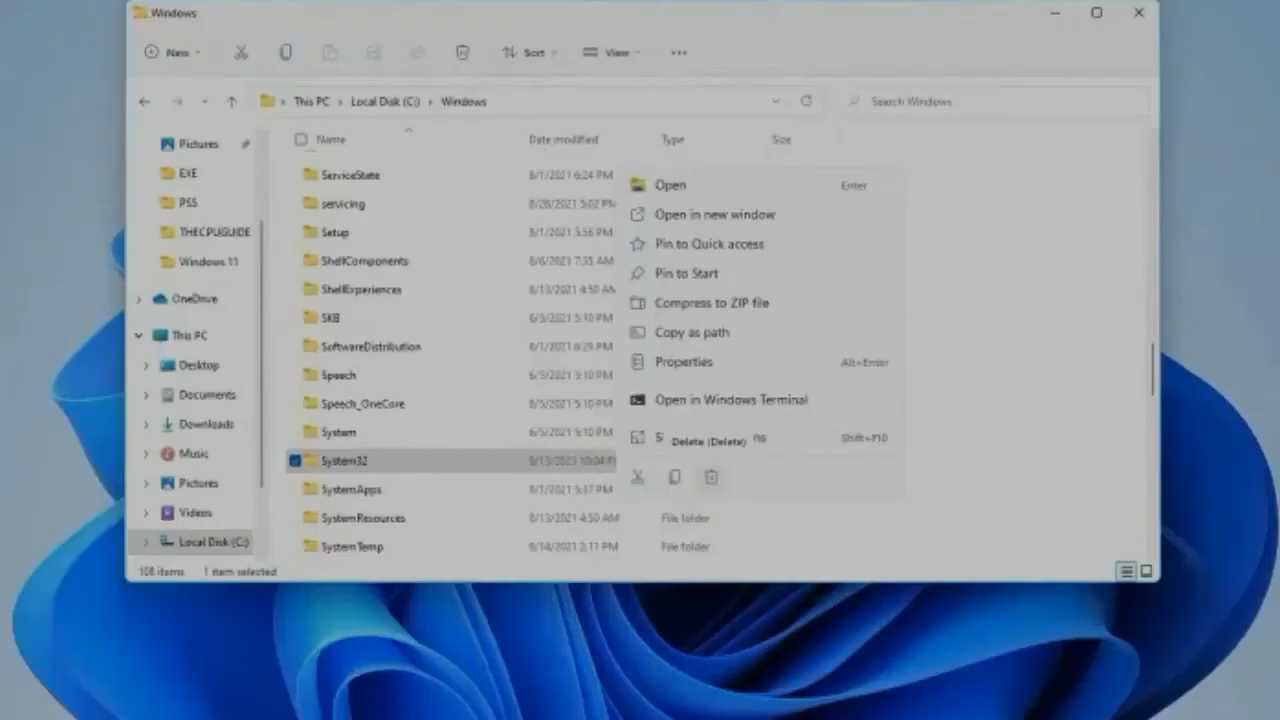 Windows
New
Sort
View
This PC > Local Disk (C:) > Windows
Search Windows
Name Date modified Type Size
Pictures
EXE
PS5
THECPUGUIDE
Windows 11
OneDrive
This PC
Desktop
Documents
Downloads
Music
Pictures
Videos
Local Disk (C:)
ServiceState 8/1/2021 6:24 PM
servicing 8/28/2021 5:02 PM
Setup 8/1/2021 5:56 PM
ShellComponents 8/6/2021 7:35 AM
ShellExperiences 8/13/2021 4:50 AM
SKB 6/5/2021 5:10 PM
SoftwareDistribution 8/1/2021 6:29 PM
Speech 6/5/2021 5:10 PM
Speech_OneCore 6/5/2021 5:10 PM
System 6/5/2021 5:10 PM
System32
SystemApps 8/1/2021 5:37 PM
SystemResources 8/13/2021 4:50 AM File folder
SystemTemp 8/14/2021 2:11 PM File folder
Open Enter
Open in new window
Pin to Quick access
Pin to Start
Compress to ZIP file
Copy as path
Properties Alt+Enter
Open in Windows Terminal
Shift+F10
Delete (Delete)
108 items 1 item selected